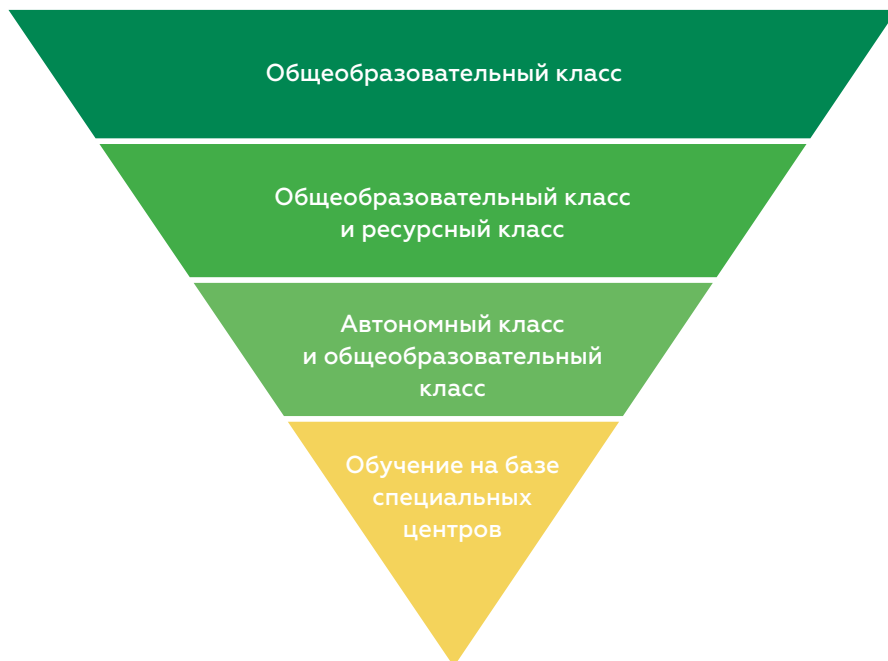 Общеобразовательный класс
Общеобразовательный класс
и ресурсный класс
Автономный класс
и общеобразовательный
класс
Обучение на базе
специальных
центров